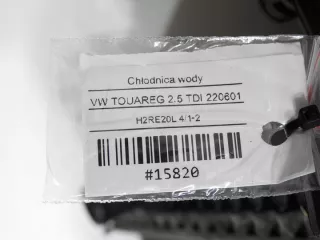 Chłodnica wody
VW TOUAREG 2.5 TDI 220601
H2RE20L 4/1-2
#15820